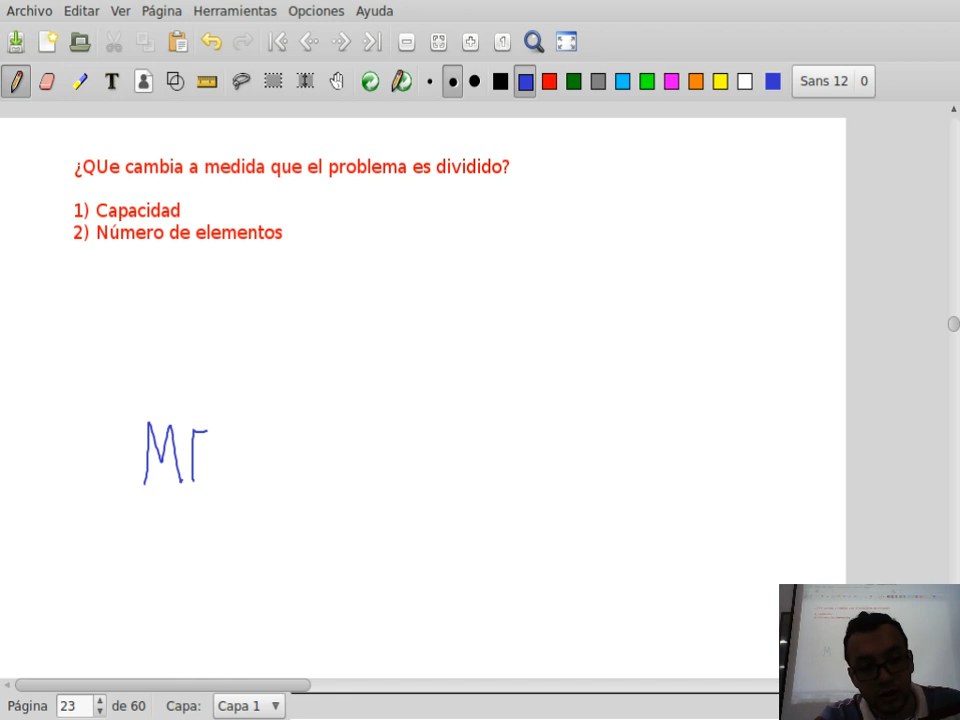 Archivo Editar Ver Página Herramientas Opciones Ayuda
T Sans 12 0
¿QUe cambia a medida que el problema es dividido?
1) Capacidad
2) Número de elementos
M
Página 23 de 60 Capa: Capa 1